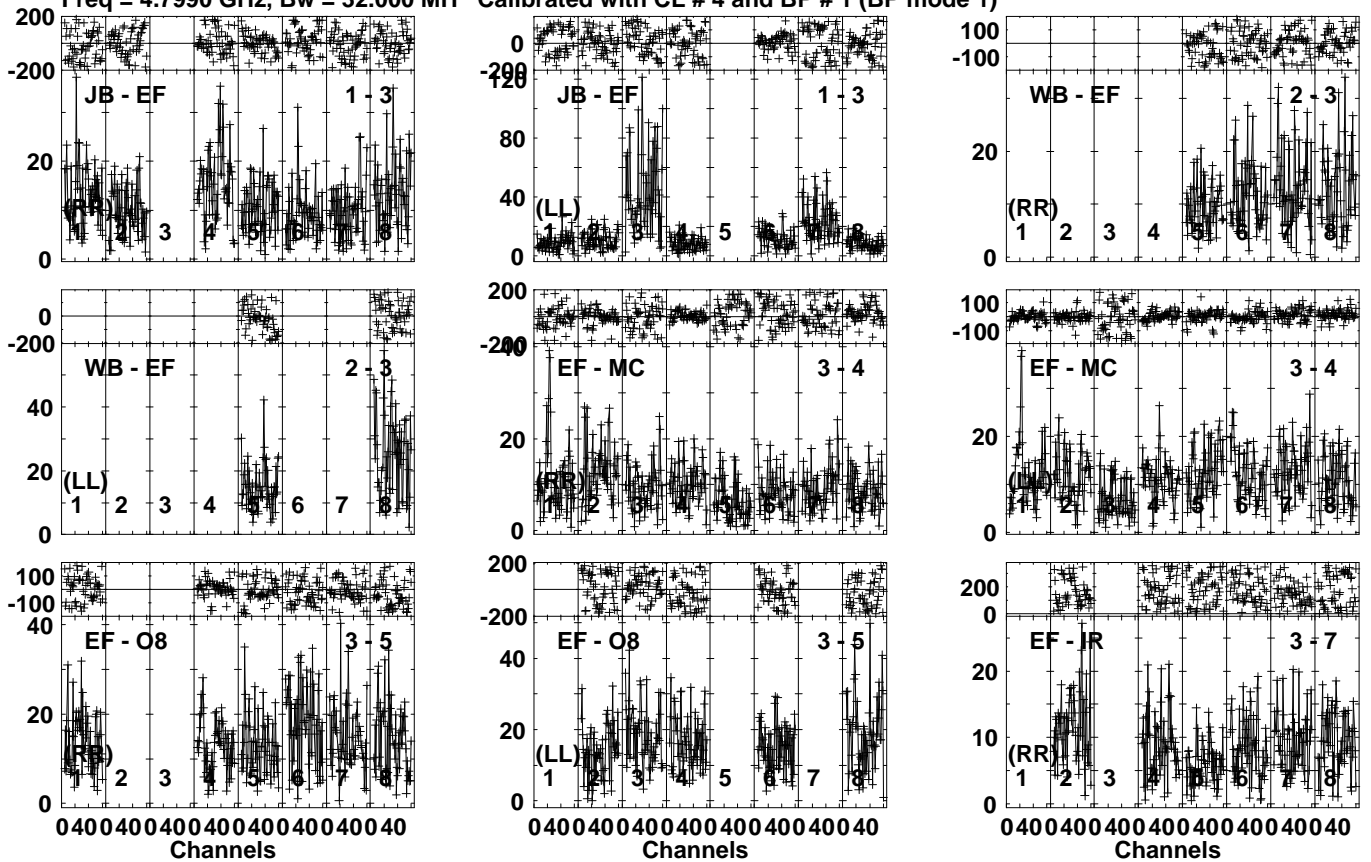 Freq = 4.7990 GHz, Bw = 32.000 MH Calibrated with CL # 4 and BP # 1 (BP mode 1)
200 0 -200
JB - EF 1 - 3
20 0
(RR)
1 2 3 4 5 6 7 8
0 -200
JB - EF 1 - 3
120 80 40 0
(LL)
1 2 3 4 5 6 7 8
100 -100
WB - EF 2 - 3
20 0
(RR)
1 2 3 4 5 6 7 8
0 -200
WB - EF 2 - 3
40 20 0
(LL)
1 2 3 4 5 6 7 8
200 0 -200
EF - MC 3 - 4
40 20 0
(RR)
1 2 3 4 5 6 7 8
100 -100
EF - MC 3 - 4
20 0
(LL)
1 2 3 4 5 6 7 8
100 -100
EF - O8 3 - 5
40 20 0
(RR)
1 2 3 4 5 6 7 8
200 0 -200
EF - O8 3 - 5
40 20 0
(LL)
1 2 3 4 5 6 7 8
200 0
EF - IR 3 - 7
20 10 0
(RR)
1 2 3 4 5 6 7 8
0 40 0 40 0 40 0 40 0 40 0 40 0 40 0 40
Channels
0 40 0 40 0 40 0 40 0 40 0 40 0 40 0 40
Channels
0 40 0 40 0 40 0 40 0 40 0 40 0 40 0 40
Channels